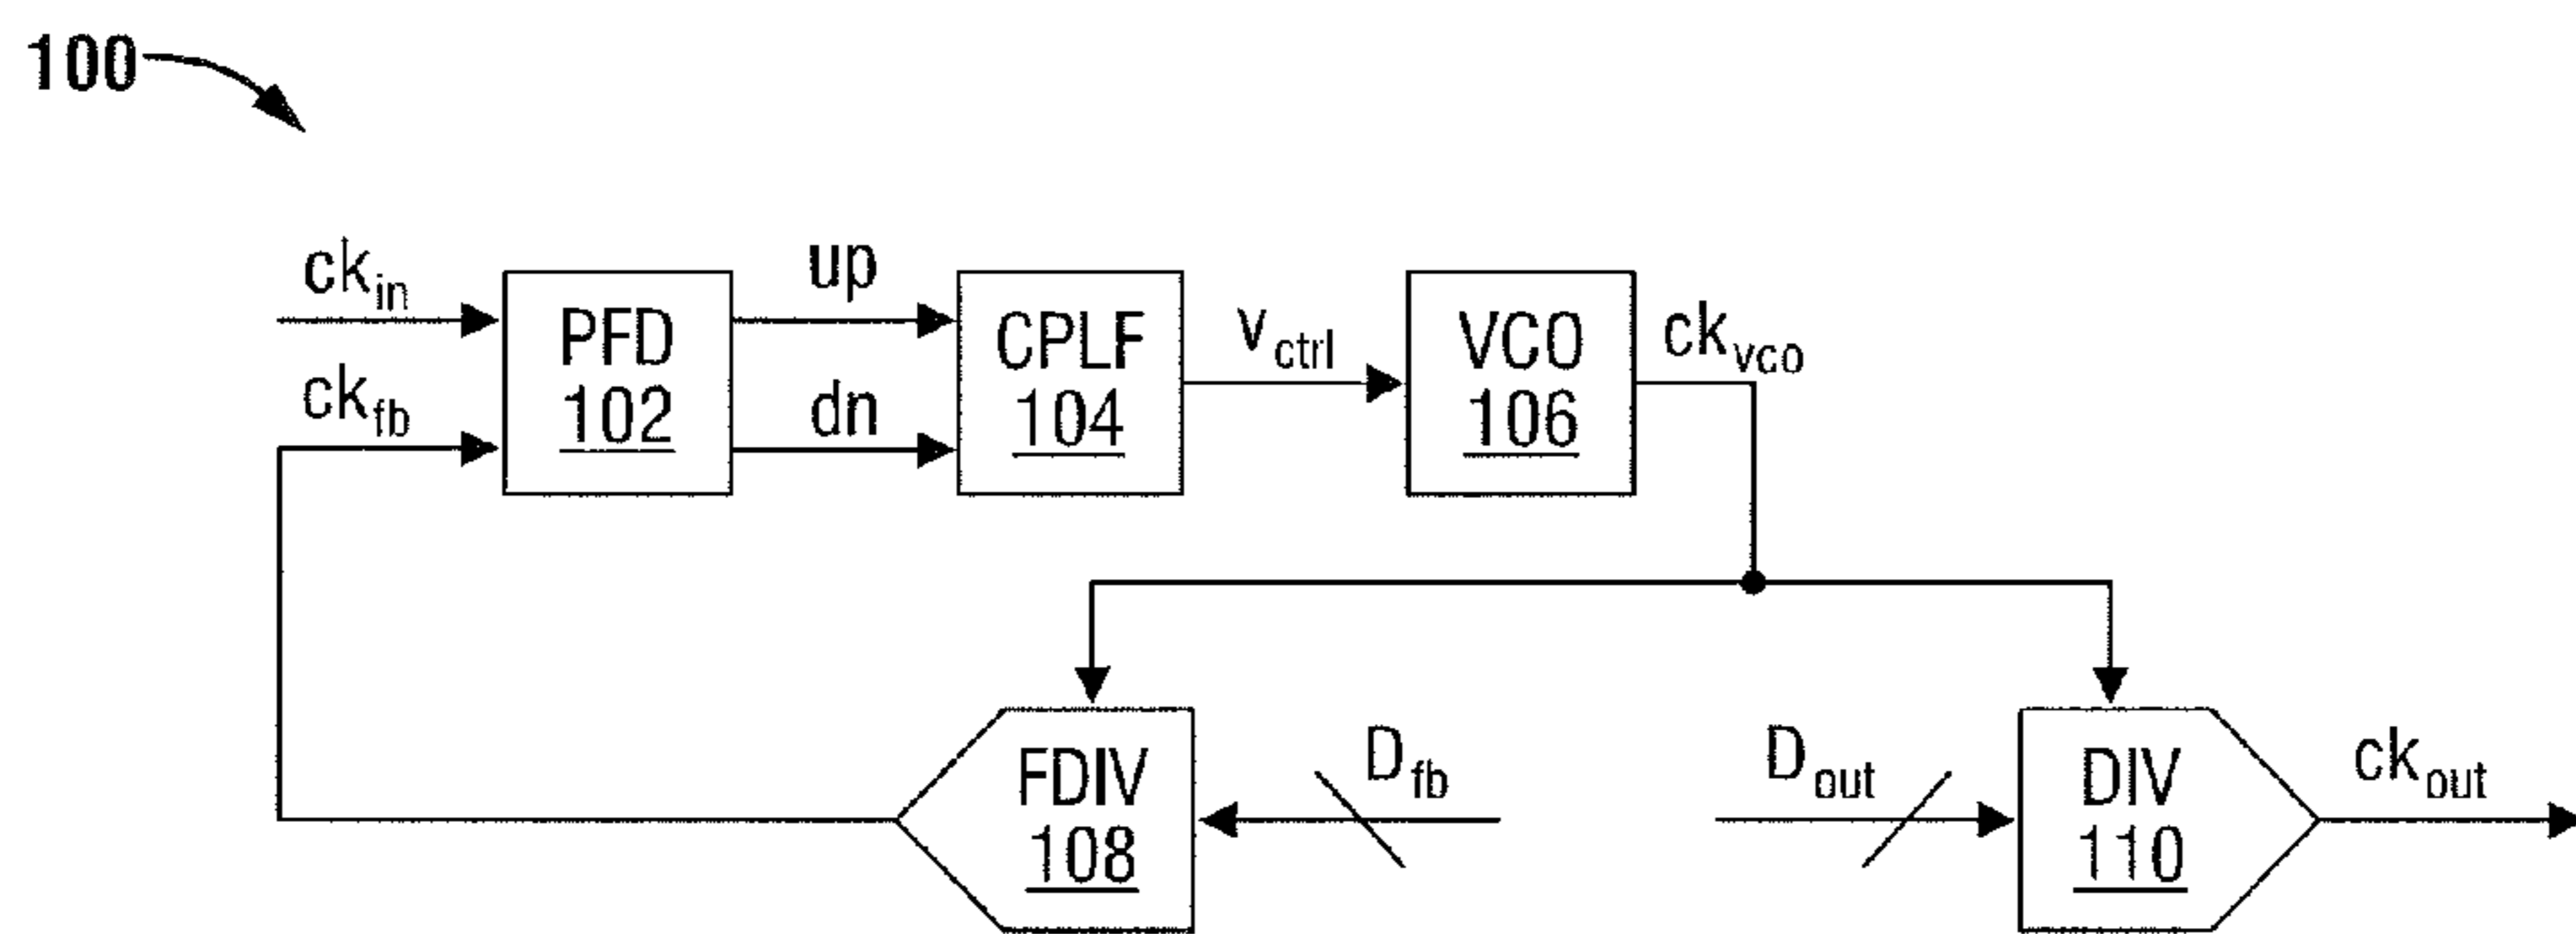 100
ck_in
ck_fb
PFD
102
up
dn
CPLF
104
v_ctrl
VCO
106
ck_vco
FDIV
108
D_fb
D_out
DIV
110
ck_out